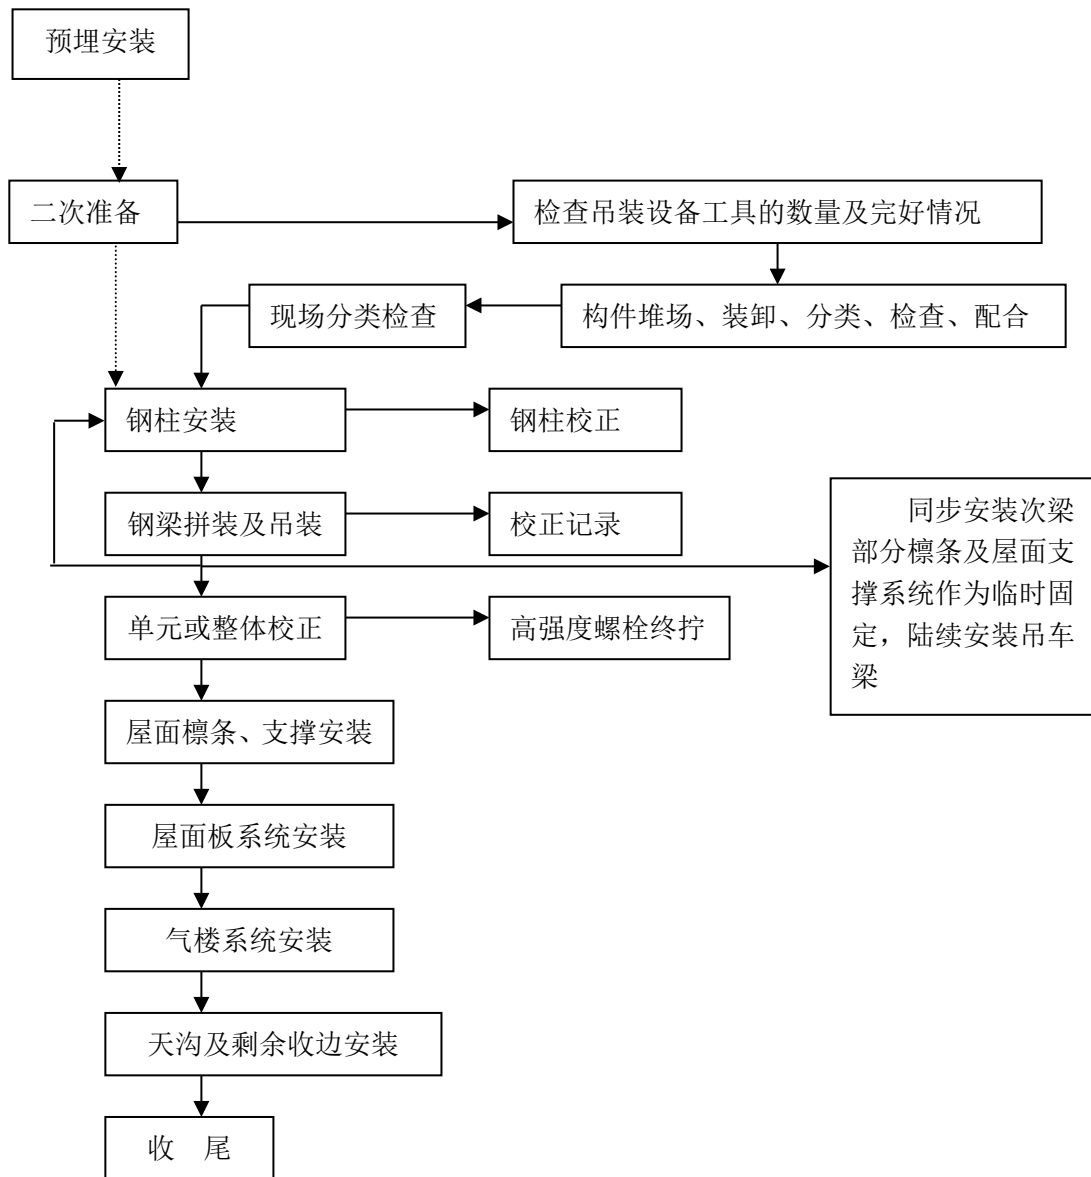 预埋安装
二次准备
检查吊装设备工具的数量及完好情况
现场分类检查
构件堆场、装卸、分类、检查、配合
钢柱安装
钢柱校正
钢梁拼装及吊装
校正记录
同步安装次梁
部分檩条及屋面支
撑系统作为临时固
定，陆续安装吊车
梁
单元或整体校正
高强度螺栓终拧
屋面檩条、支撑安装
屋面板系统安装
气楼系统安装
天沟及剩余收边安装
收 尾